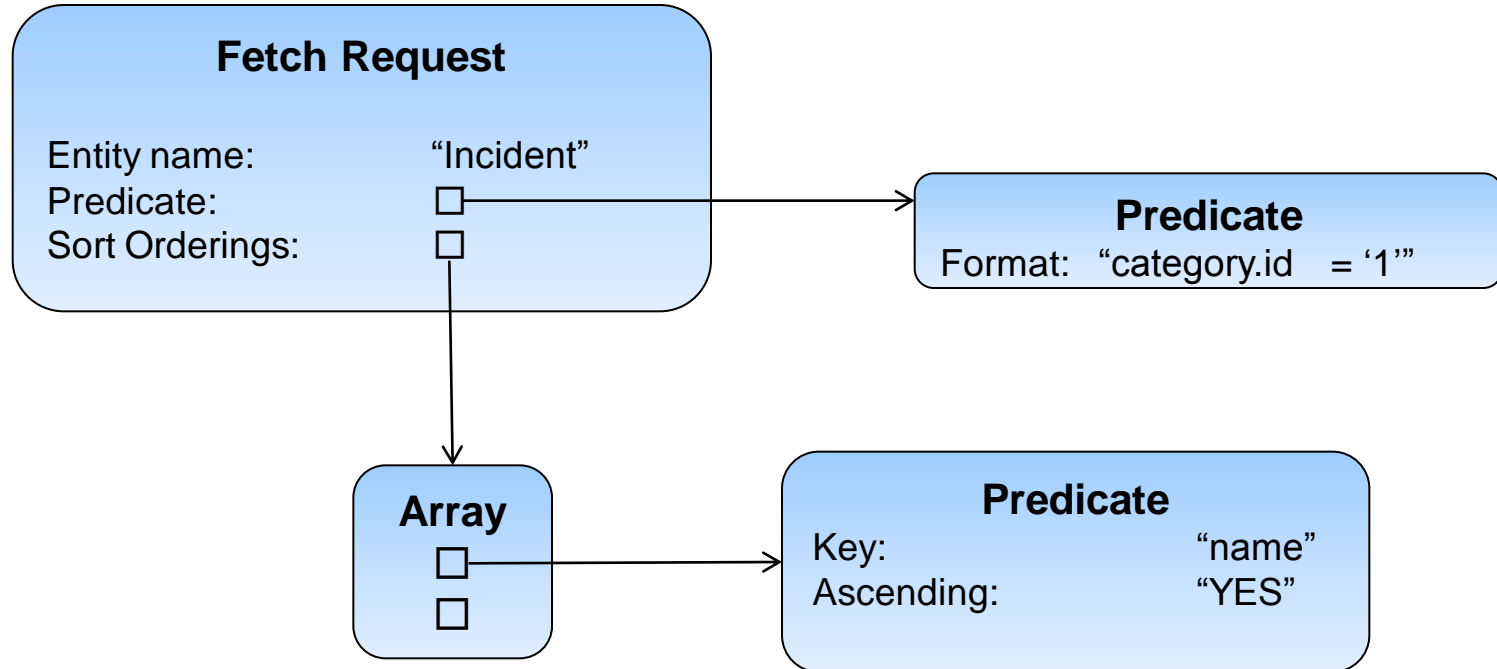 Fetch Request
Entity name: “Incident”
Predicate:
Sort Orderings:
Predicate
Format: “category.id = ‘1’”
Array
Predicate
Key: “name”
Ascending: “YES”